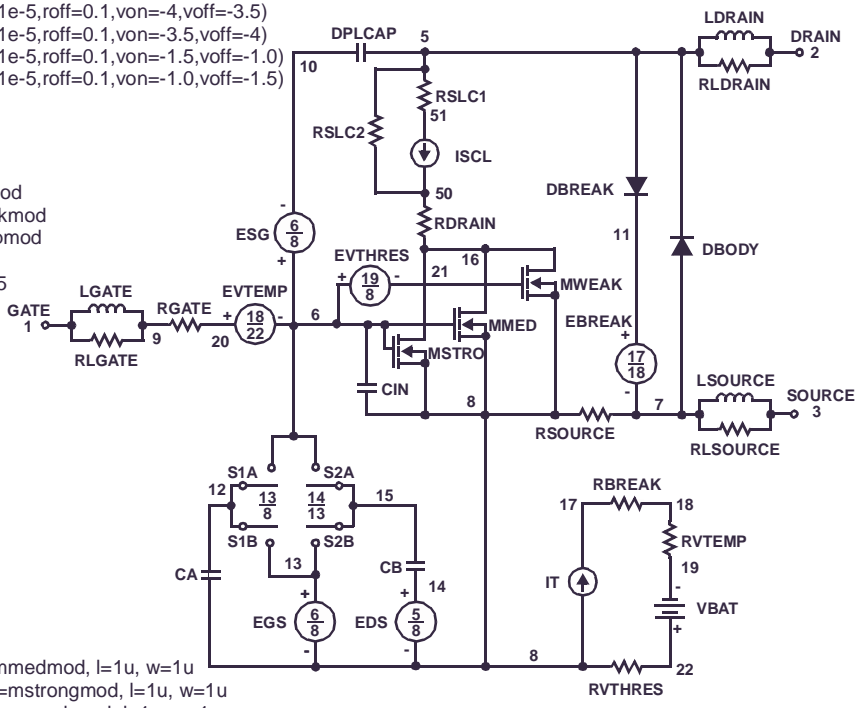 1e-5,roff=0.1,von=-4,voff=-3.5)
1e-5,roff=0.1,von=-3.5,voff=-4)
1e-5,roff=0.1,von=-1.5,voff=-1.0)
1e-5,roff=0.1,von=-1.0,voff=-1.5)
DPLCAP 5
10
LDRAIN
DRAIN
2
RLDRAIN
RSLC1
51
RSLC2
ISCL
50
od
kmod
omod
5
RDRAIN
DBREAK
11
DBODY
-
ESG 6
8
+
EVTHRES
+ 19 -
8
21
16
MWEAK
GATE
1
LGATE
RLGATE
9
RGATE
20
EVTEMP
+ 18 -
22
6
MMED
MSTRO
EBREAK
+
17
18
-
CIN
8
RSOURCE
7
LSOURCE
SOURCE
3
RLSOURCE
S1A
S2A
12
13
8
14
13
15
S1B
S2B
13
CA
CB
14
+
EGS 6
8
-
+
EDS 5
8
-
17
RBREAK
18
RVTEMP
19
IT
-
VBAT
+
8
RVTHRES
22
mmedmod, l=1u, w=1u
=mstrongmod, l=1u, w=1u